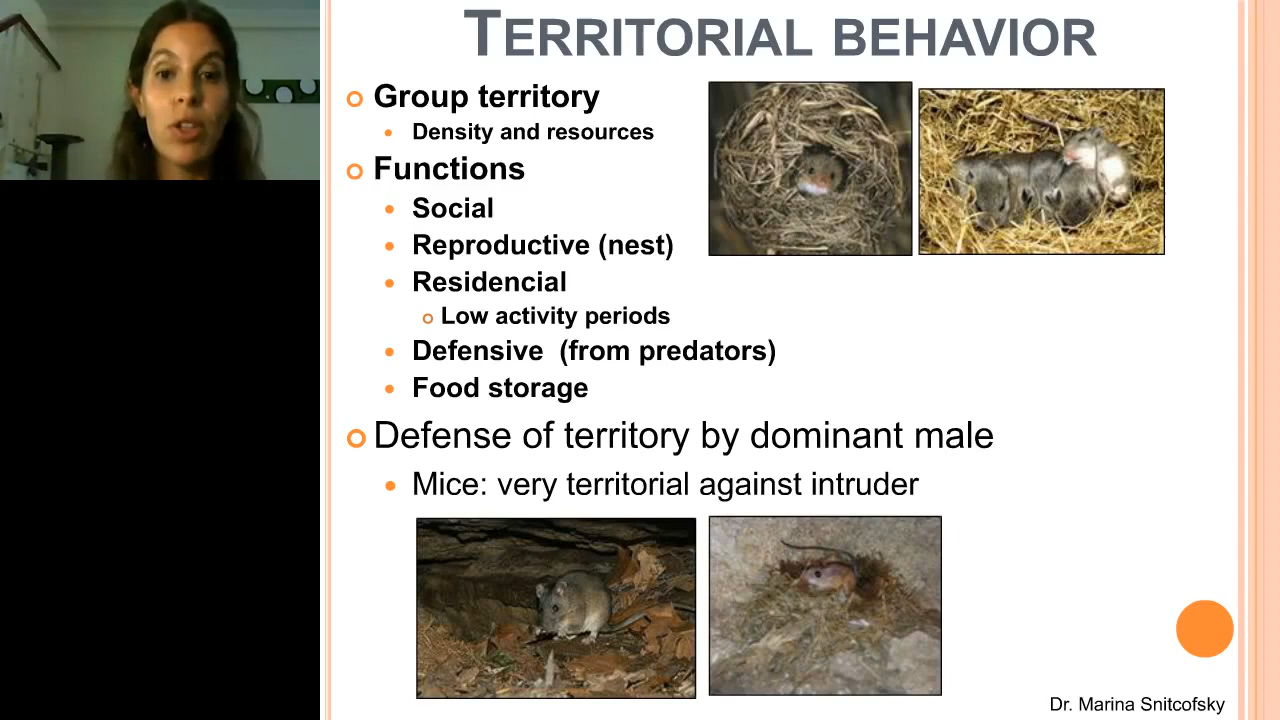 TERRITORIAL BEHAVIOR
Group territory
Density and resources
Functions
Social
Reproductive (nest)
Residencial
Low activity periods
Defensive (from predators)
Food storage
Defense of territory by dominant male
Mice: very territorial against intruder
Dr. Marina Snitcofsky